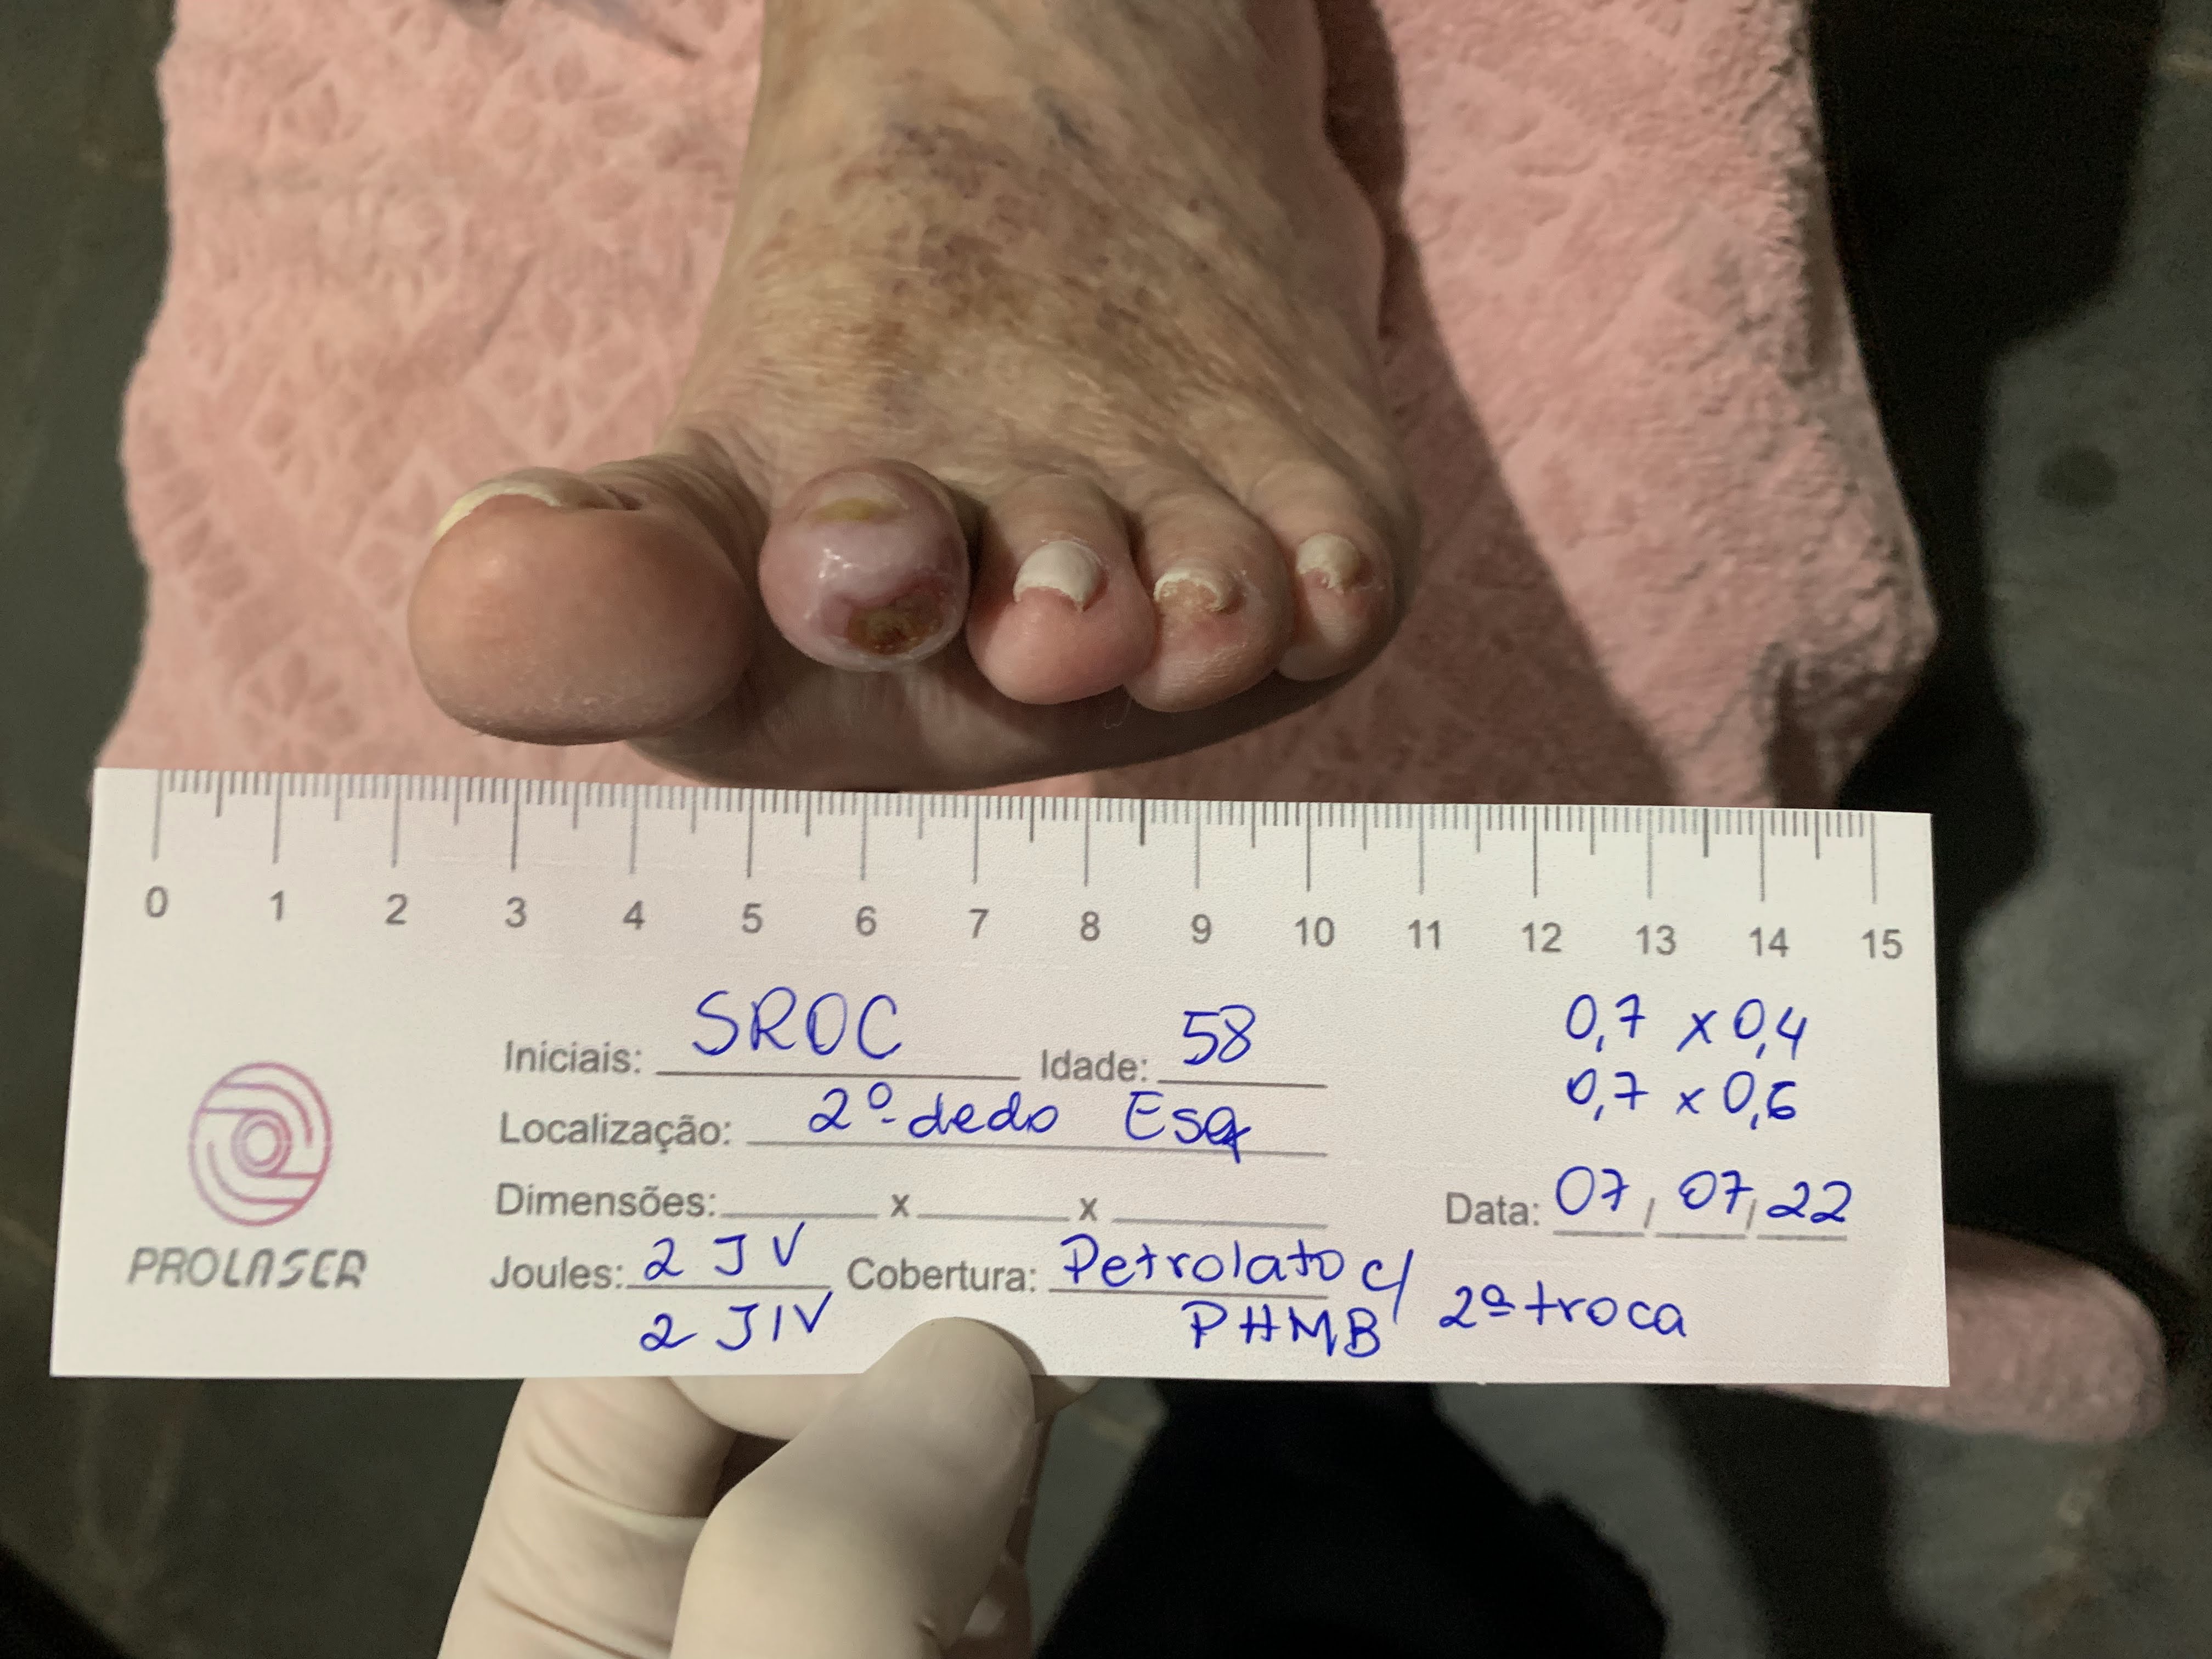 0 1 2 3 4 5 6 7 8 9 10 11 12 13 14 15
Iniciais: SROC Idade: 58
0,7 x 0,4
Localização: 2º dedo Esq
0,7 x 0,6
Dimensões: x x
Data: 07/07/22
Joules: 2 J V Cobertura: Petrolato c/
2 J IV PHMB 2ª troca
PROLASER